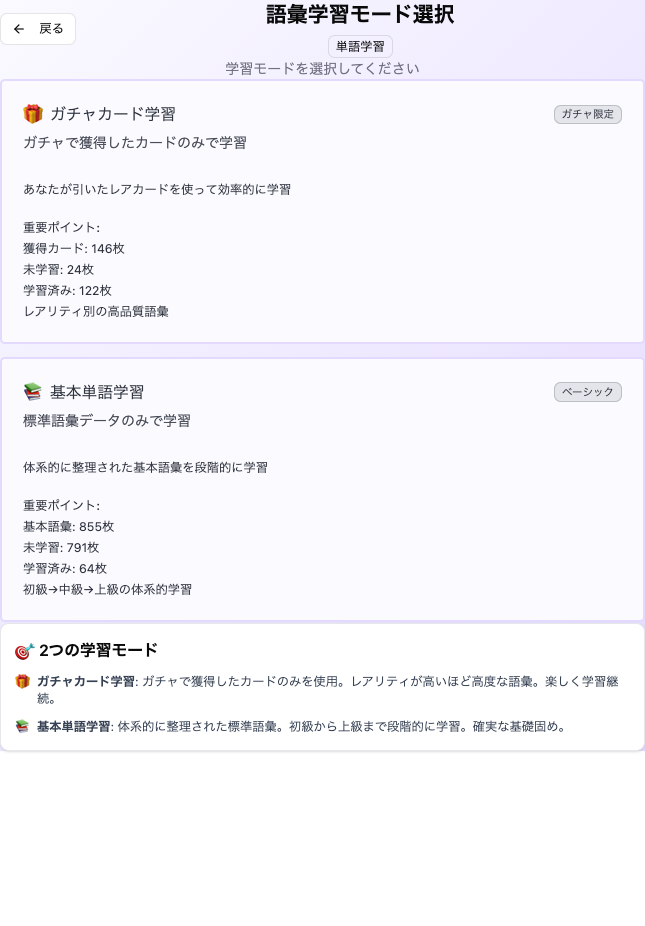 ← 戻る
語彙学習モード選択
単語学習
学習モードを選択してください
🎁 ガチャカード学習
ガチャ限定
ガチャで獲得したカードのみで学習
あなたが引いたレアカードを使って効率的に学習
重要ポイント:
獲得カード: 146枚
未学習: 24枚
学習済み: 122枚
レアリティ別の高品質語彙
📚 基本単語学習
ベーシック
標準語彙データのみで学習
体系的に整理された基本語彙を段階的に学習
重要ポイント:
基本語彙: 855枚
未学習: 791枚
学習済み: 64枚
初級→中級→上級の体系的学習
🎯 2つの学習モード
🎁 ガチャカード学習: ガチャで獲得したカードのみを使用。レアリティが高いほど高度な語彙。楽しく学習継
続。
📚 基本単語学習: 体系的に整理された標準語彙。初級から上級まで段階的に学習。確実な基礎固め。